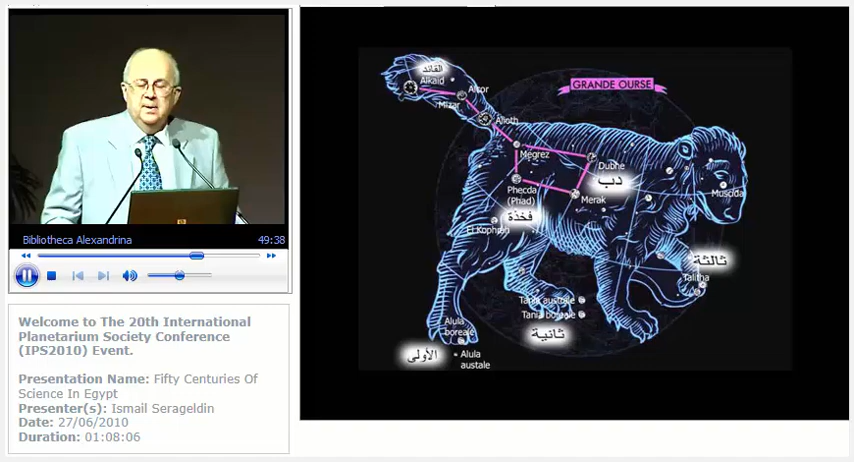 Bibliotheca Alexandrina
49:38
Welcome to The 20th International
Planetarium Society Conference
(IPS2010) Event.
Presentation Name: Fifty Centuries Of
Science In Egypt
Presenter(s): Ismail Serageldin
Date: 27/06/2010
Duration: 01:08:06
GRANDE OURSE
القائد
Alkaid
Alcor
Mizar
Alioth
Megrez
Dubhe
دب
Phecda
(Phad)
Merak
فخذة
El Kophrah
Muscida
ثالثة
Talitha
Tania australe
Tania boreale
ثانية
Alula
boreale
الأولى
Alula
austale